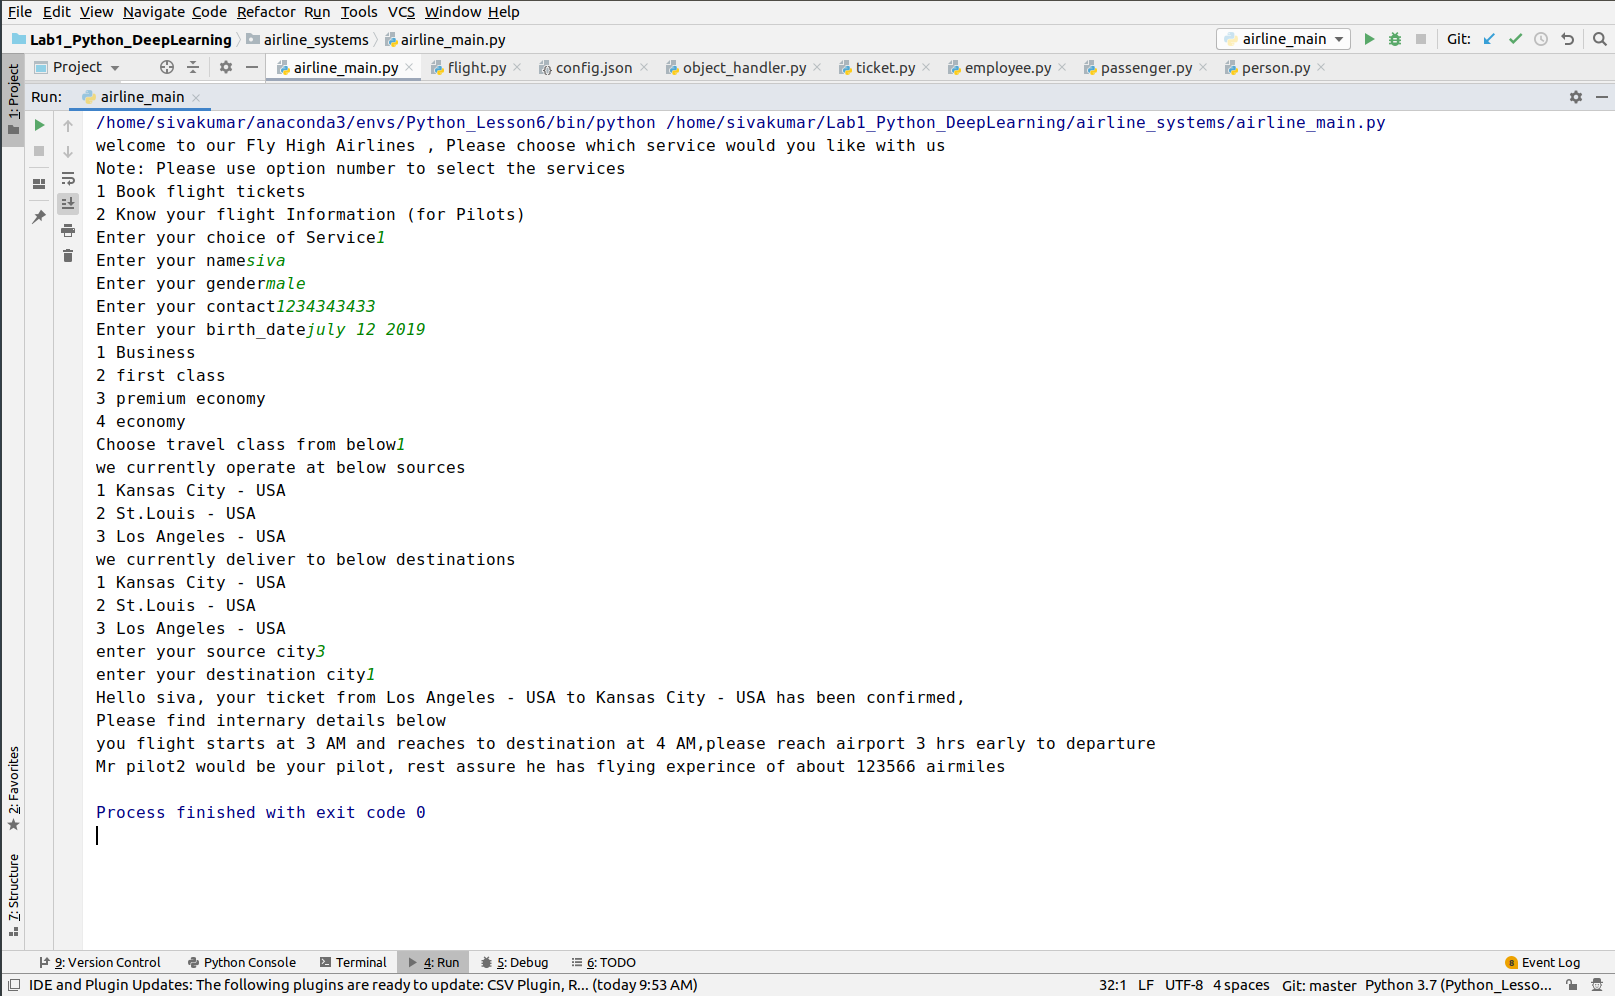 File Edit View Navigate Code Refactor Run Tools VCS Window Help
Lab1_Python_DeepLearning airline_systems airline_main.py airline_main Git:
1: Project Project airline_main.py flight.py config.json object_handler.py ticket.py employee.py passenger.py person.py
Run: airline_main
/home/sivakumar/anaconda3/envs/Python_Lesson6/bin/python /home/sivakumar/Lab1_Python_DeepLearning/airline_systems/airline_main.py
welcome to our Fly High Airlines , Please choose which service would you like with us
Note: Please use option number to select the services
1 Book flight tickets
2 Know your flight Information (for Pilots)
Enter your choice of Service1
Enter your namesiva
Enter your gendermale
Enter your contact1234343433
Enter your birth_datejuly 12 2019
1 Business
2 first class
3 premium economy
4 economy
Choose travel class from below1
we currently operate at below sources
1 Kansas City - USA
2 St.Louis - USA
3 Los Angeles - USA
we currently deliver to below destinations
1 Kansas City - USA
2 St.Louis - USA
3 Los Angeles - USA
enter your source city3
enter your destination city1
Hello siva, your ticket from Los Angeles - USA to Kansas City - USA has been confirmed,
Please find internary details below
you flight starts at 3 AM and reaches to destination at 4 AM,please reach airport 3 hrs early to departure
Mr pilot2 would be your pilot, rest assure he has flying experince of about 123566 airmiles
Process finished with exit code 0
2: Favorites
7: Structure
9: Version Control Python Console Terminal 4: Run 5: Debug 6: TODO 8 Event Log
IDE and Plugin Updates: The following plugins are ready to update: CSV Plugin, R... (today 9:53 AM) 32:1 LF UTF-8 4 spaces Git: master Python 3.7 (Python_Lesso...